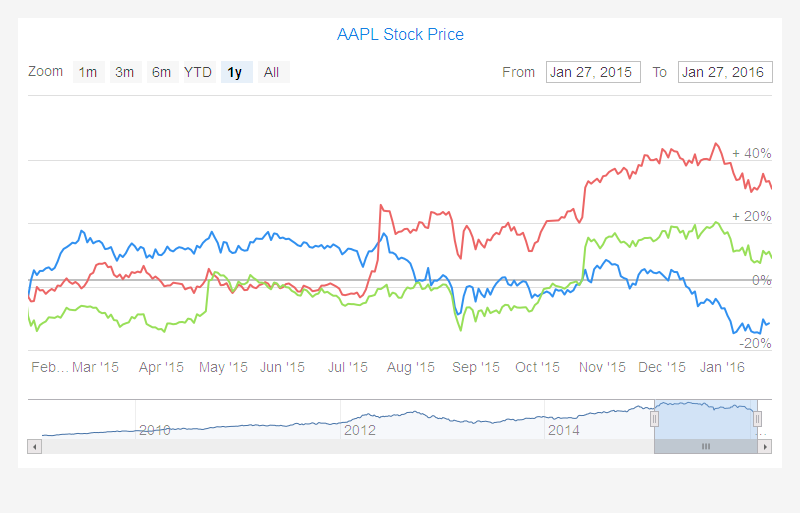 AAPL Stock Price
Zoom 1m 3m 6m YTD 1y All From Jan 27, 2015 To Jan 27, 2016
+ 40%
+ 20%
0%
-20%
Feb... Mar '15 Apr '15 May '15 Jun '15 Jul '15 Aug '15 Sep '15 Oct '15 Nov '15 Dec '15 Jan '16
2010 2012 2014 ...